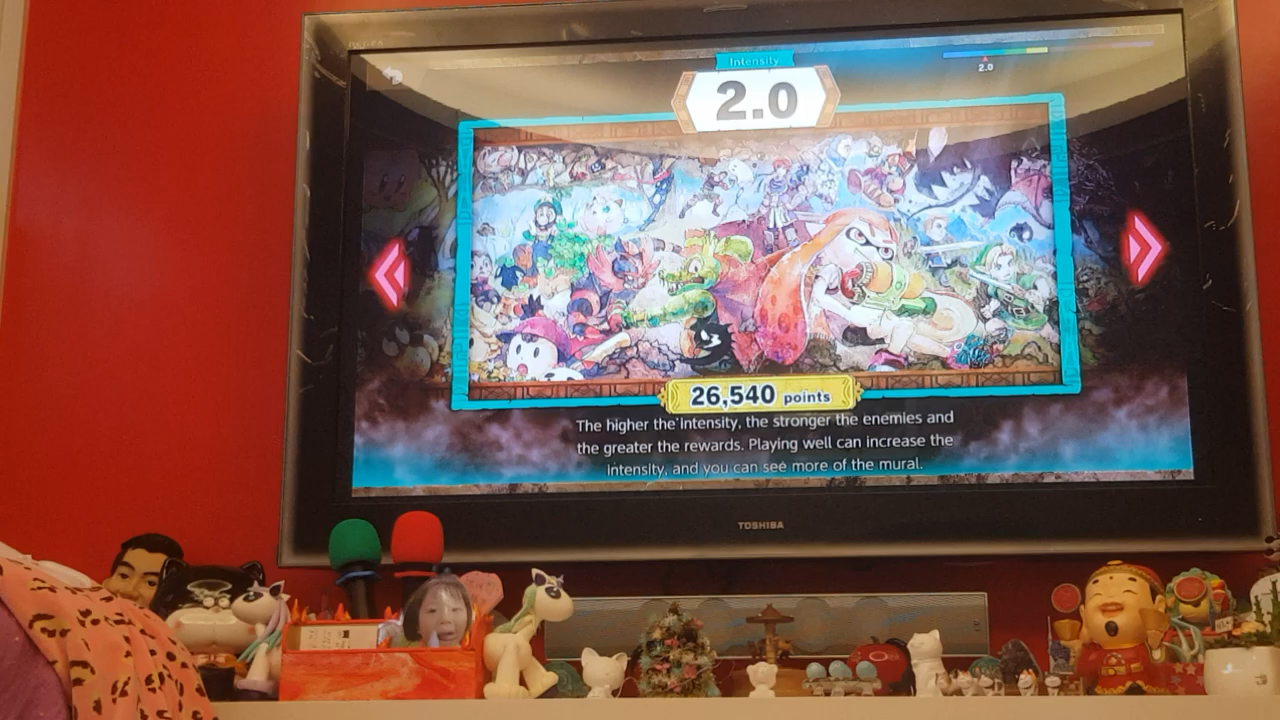 Intensity
2.0
2.0
26,540 points
The higher the Intensity, the stronger the enemies and
the greater the rewards. Playing well can increase the
Intensity, and you can see more of the mural.
TOSHIBA